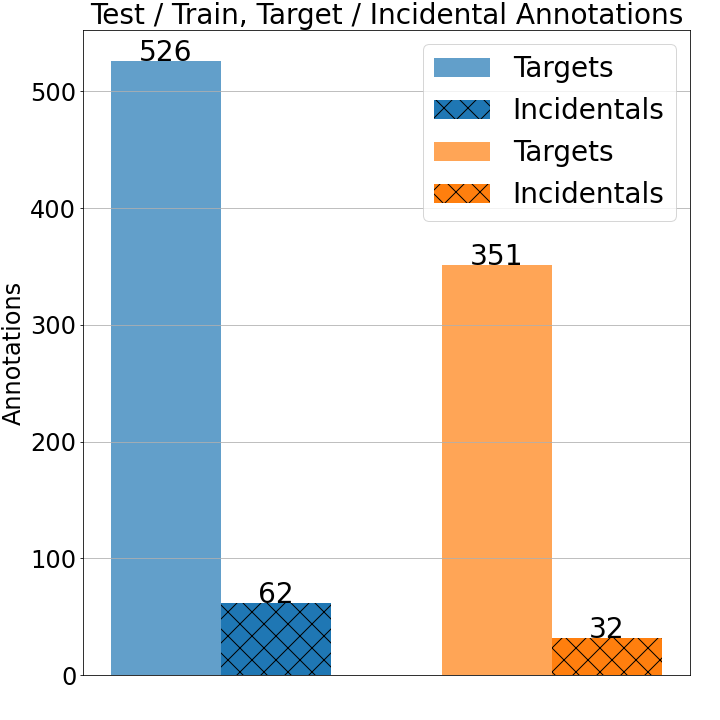 Test / Train, Target / Incidental Annotations
526
Targets
Incidentals
Targets
Incidentals
351
62
32
Annotations
500
400
300
200
100
0